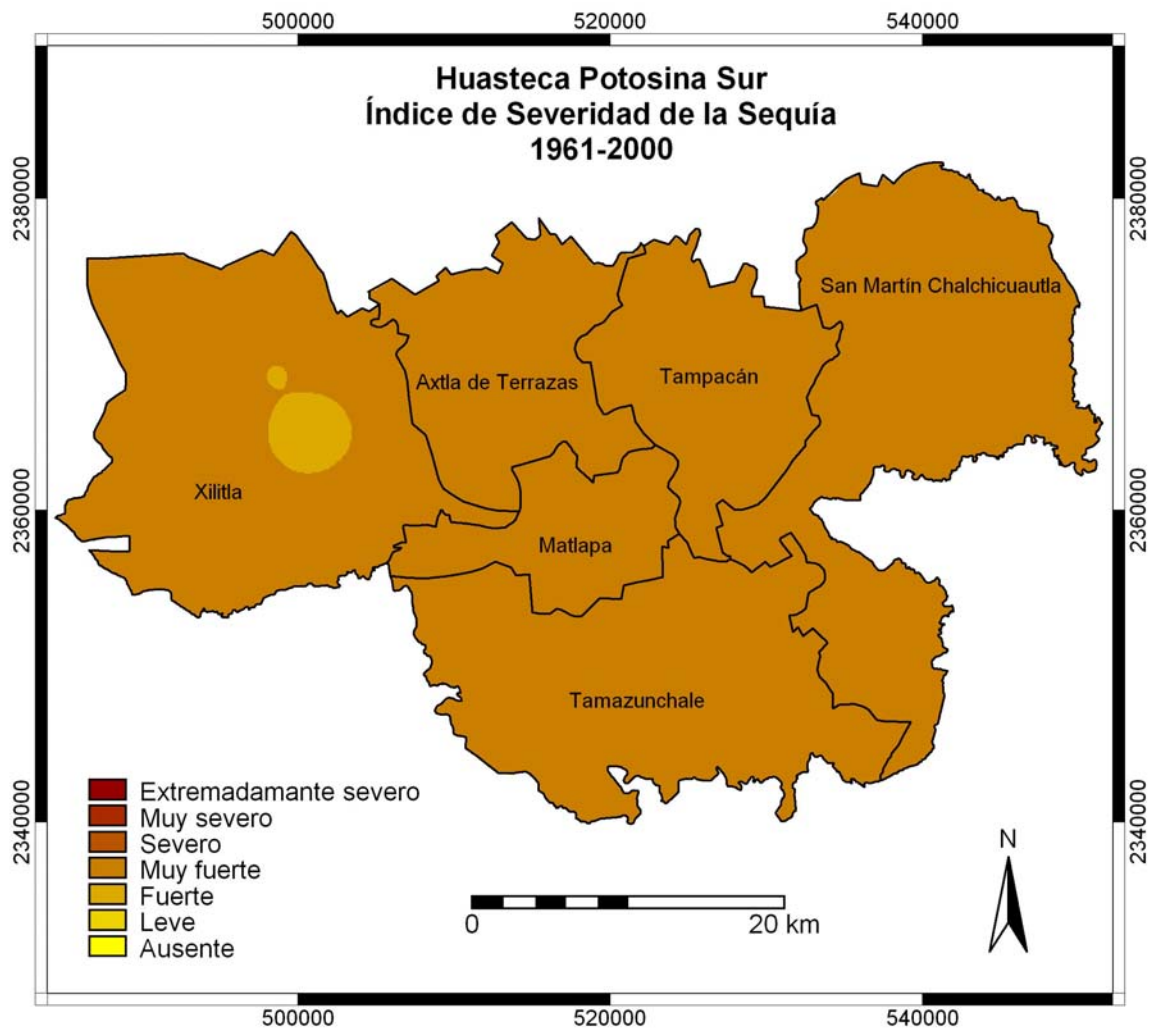 500000 520000 540000
Huasteca Potosina Sur
Índice de Severidad de la Sequía
1961-2000
2380000 2380000
San Martín Chalchicuautla
Tampacán
Axtla de Terrazas
Xilitla
2360000 2360000
Matlapa
Tamazunchale
Extremadamante severo
Muy severo
Severo
Muy fuerte
Fuerte
Leve
Ausente
2340000 2340000
N
0 20 km
500000 520000 540000